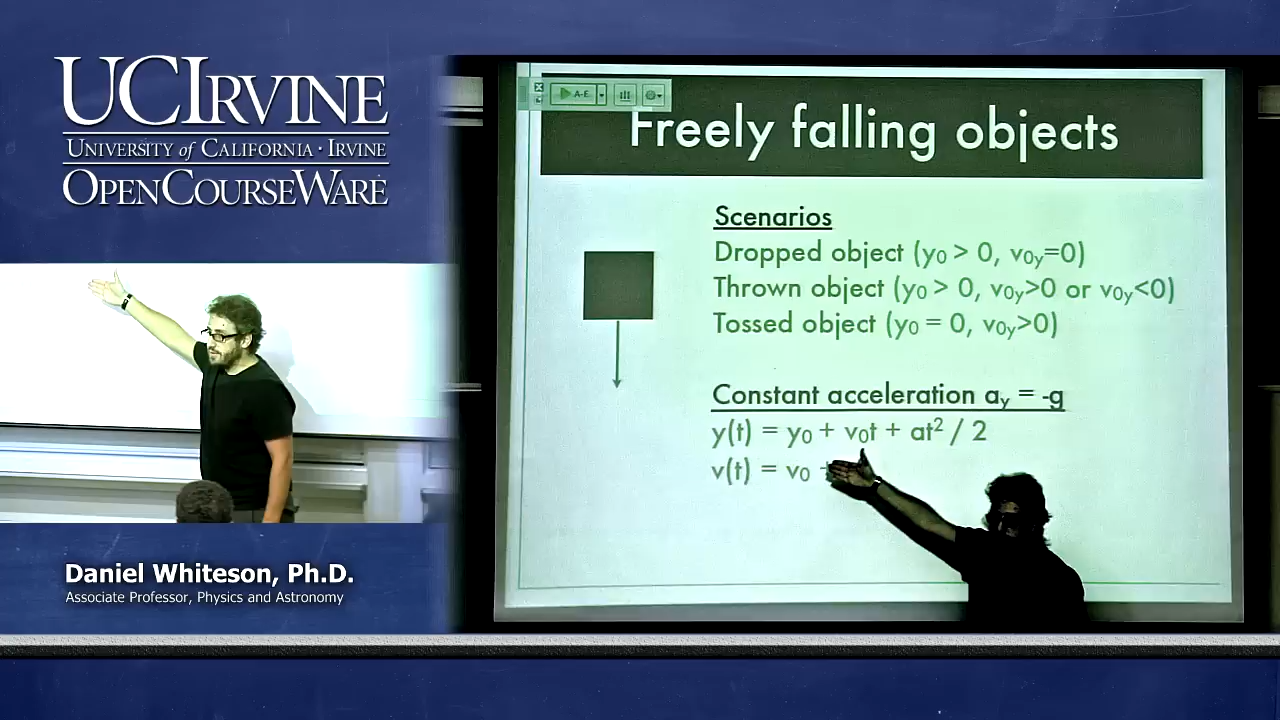 UCIRVINE
UNIVERSITY of CALIFORNIA · IRVINE
OPENCOURSEWARE
A-E
Freely falling objects
Scenarios
Dropped object (y₀ > 0, v₀y=0)
Thrown object (y₀ > 0, v₀y>0 or v₀y<0)
Tossed object (y₀ = 0, v₀y>0)
Constant acceleration ay = -g
y(t) = y₀ + v₀t + at² / 2
v(t) = v₀
Daniel Whiteson, Ph.D.
Associate Professor, Physics and Astronomy